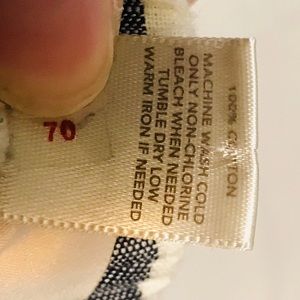 100% COTTON
MACHINE WASH COLD
ONLY NON-CHLORINE
BLEACH WHEN NEEDED
TUMBLE DRY LOW
WARM IRON IF NEEDED
70